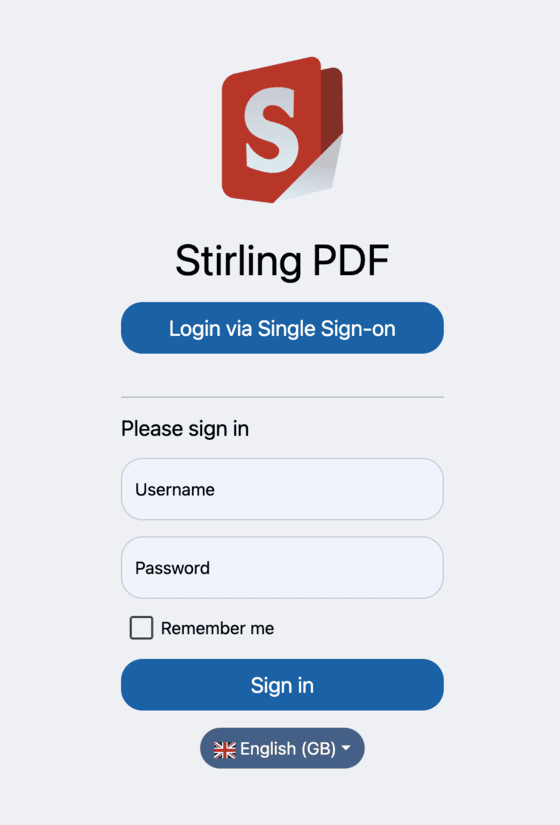 S
Stirling PDF
Login via Single Sign-on
Please sign in
Username
Password
Remember me
Sign in
English (GB)